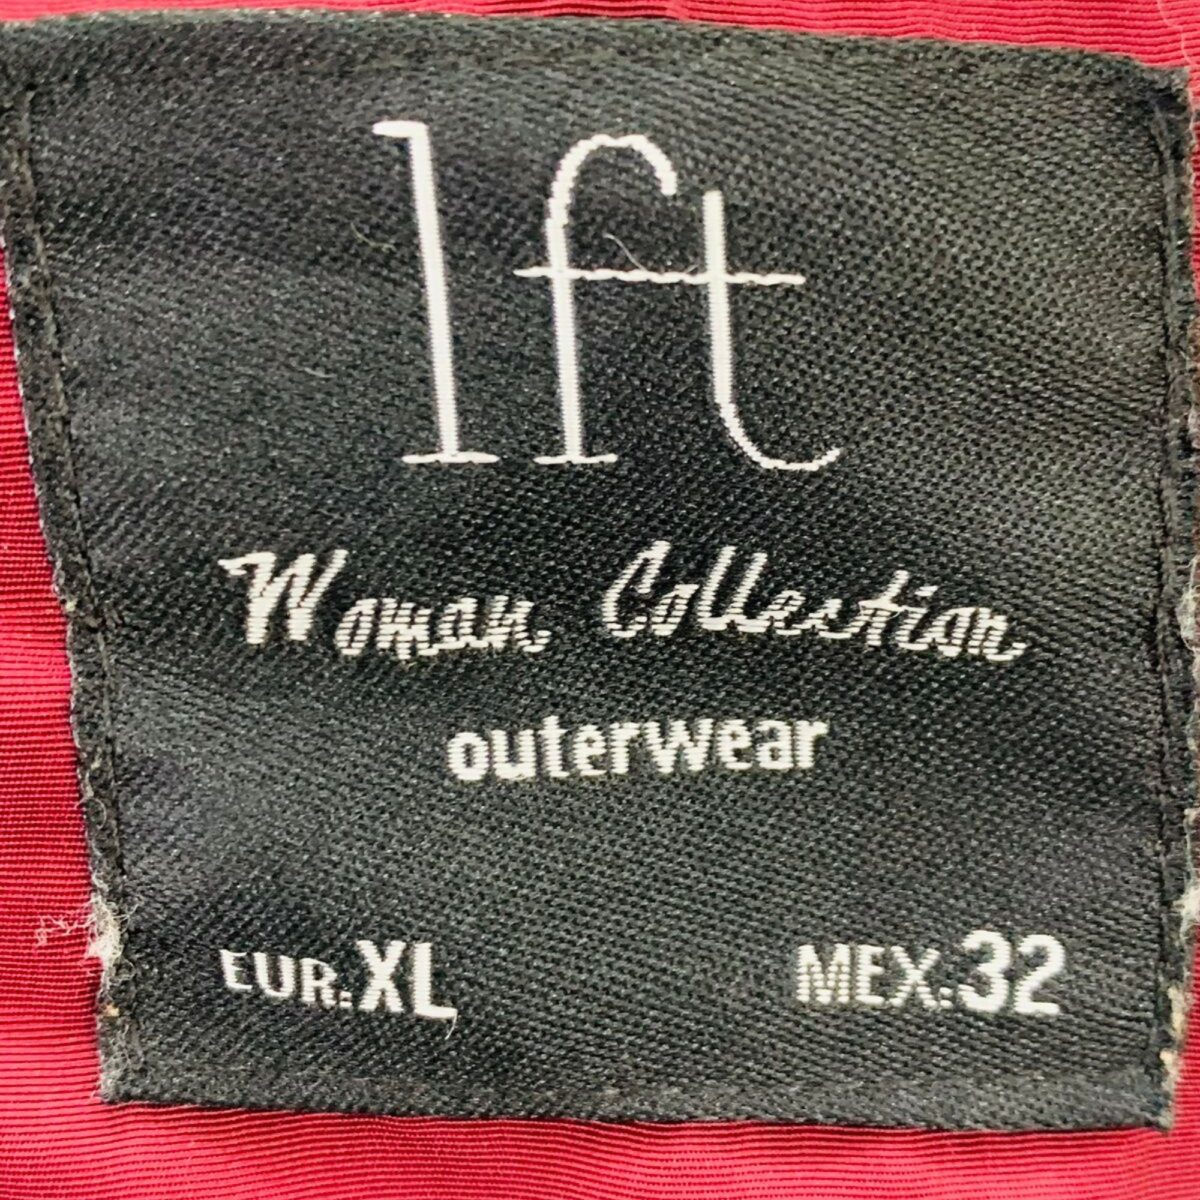 lft
Woman Collection
outerwear
EUR.:XL MEX.:32